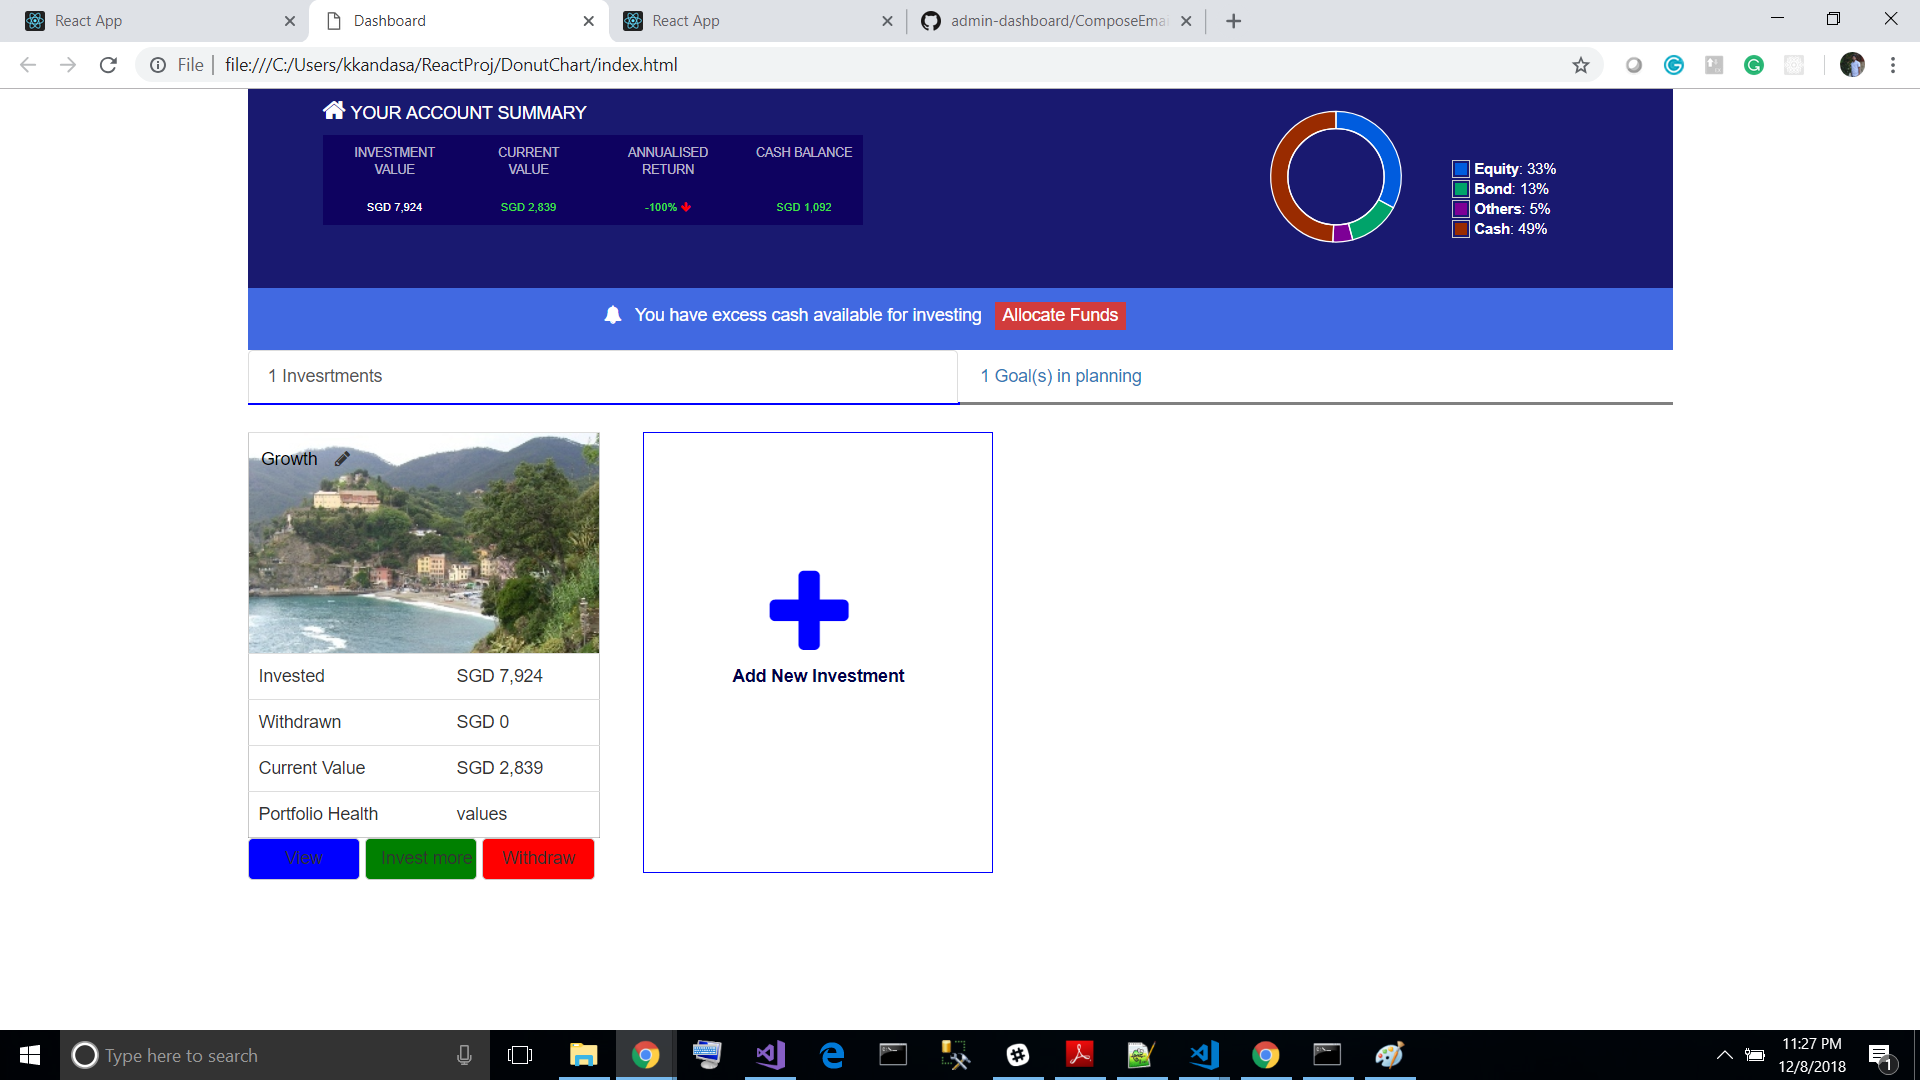 React App
Dashboard
React App
admin-dashboard/ComposeEmai
File
file:///C:/Users/kkandasa/ReactProj/DonutChart/index.html
YOUR ACCOUNT SUMMARY
INVESTMENT VALUE
CURRENT VALUE
ANNUALISED RETURN
CASH BALANCE
SGD 7,924
SGD 2,839
-100%
SGD 1,092
Equity: 33%
Bond: 13%
Others: 5%
Cash: 49%
You have excess cash available for investing
Allocate Funds
1 Invesrtments
1 Goal(s) in planning
Growth
Invested SGD 7,924
Withdrawn SGD 0
Current Value SGD 2,839
Portfolio Health values
View
Invest more
Withdraw
Add New Investment
Type here to search
11:27 PM
12/8/2018
1